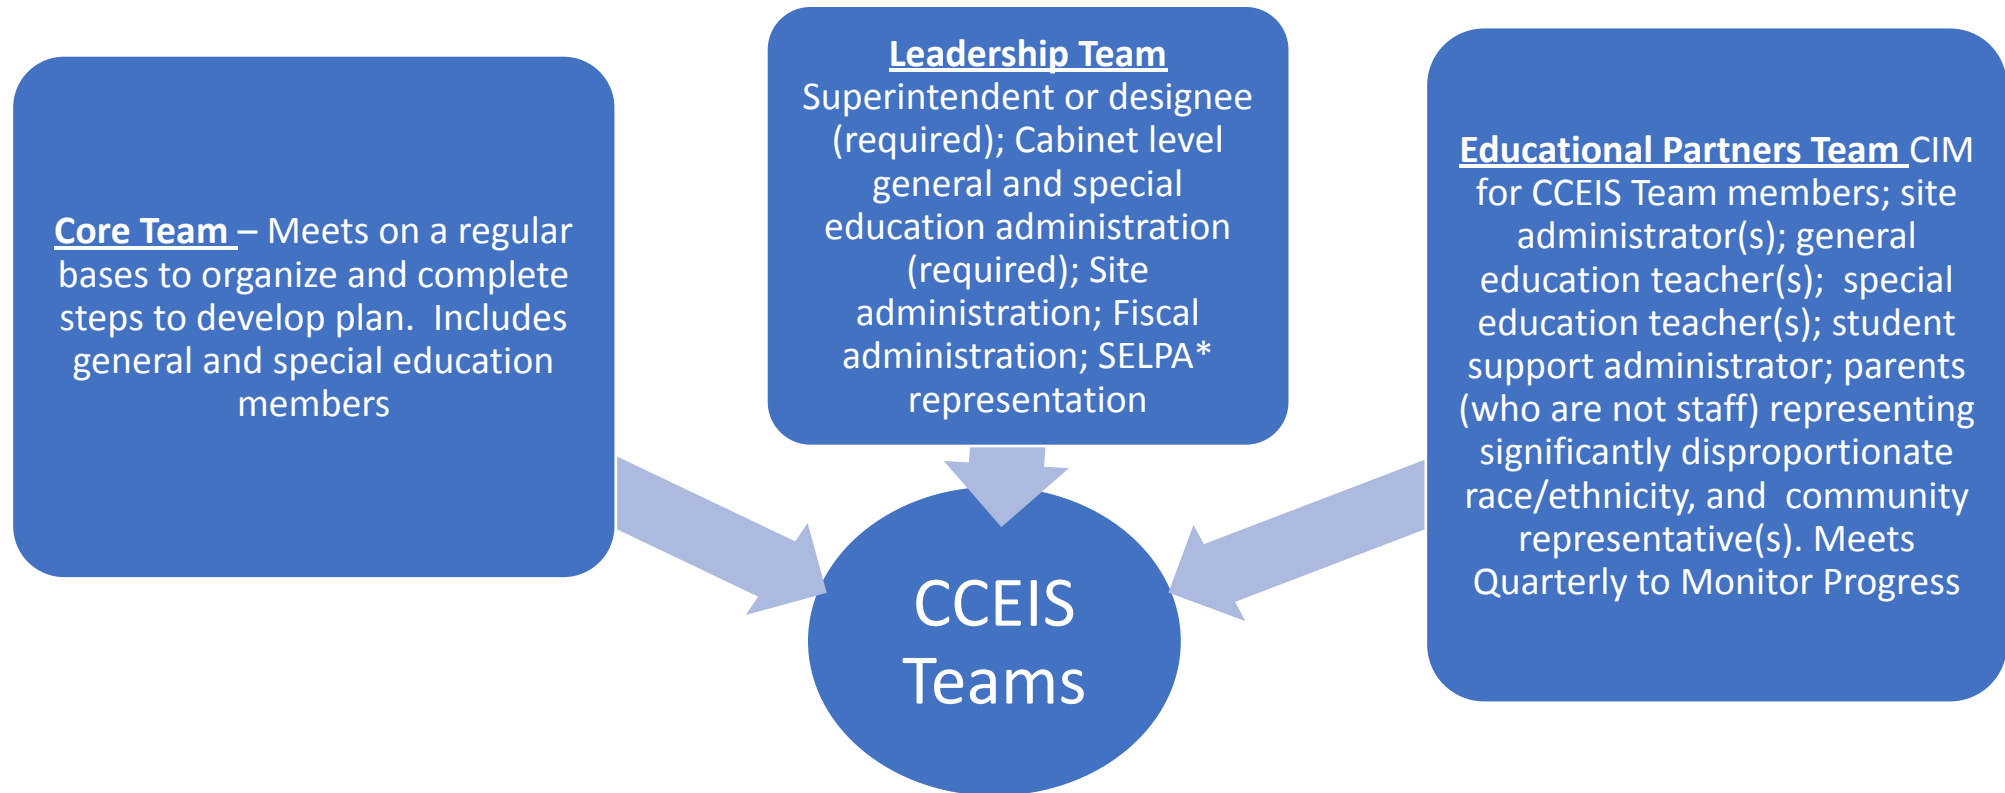 Core Team – Meets on a regular
bases to organize and complete
steps to develop plan.  Includes
general and special education
members
Leadership Team
Superintendent or designee
(required); Cabinet level
general and special
education administration
(required); Site
administration; Fiscal
administration; SELPA*
representation
Educational Partners Team CIM
for CCEIS Team members; site
administrator(s); general
education teacher(s);  special
education teacher(s); student
support administrator; parents
(who are not staff) representing
significantly disproportionate
race/ethnicity, and  community
representative(s). Meets
Quarterly to Monitor Progress
CCEIS
Teams